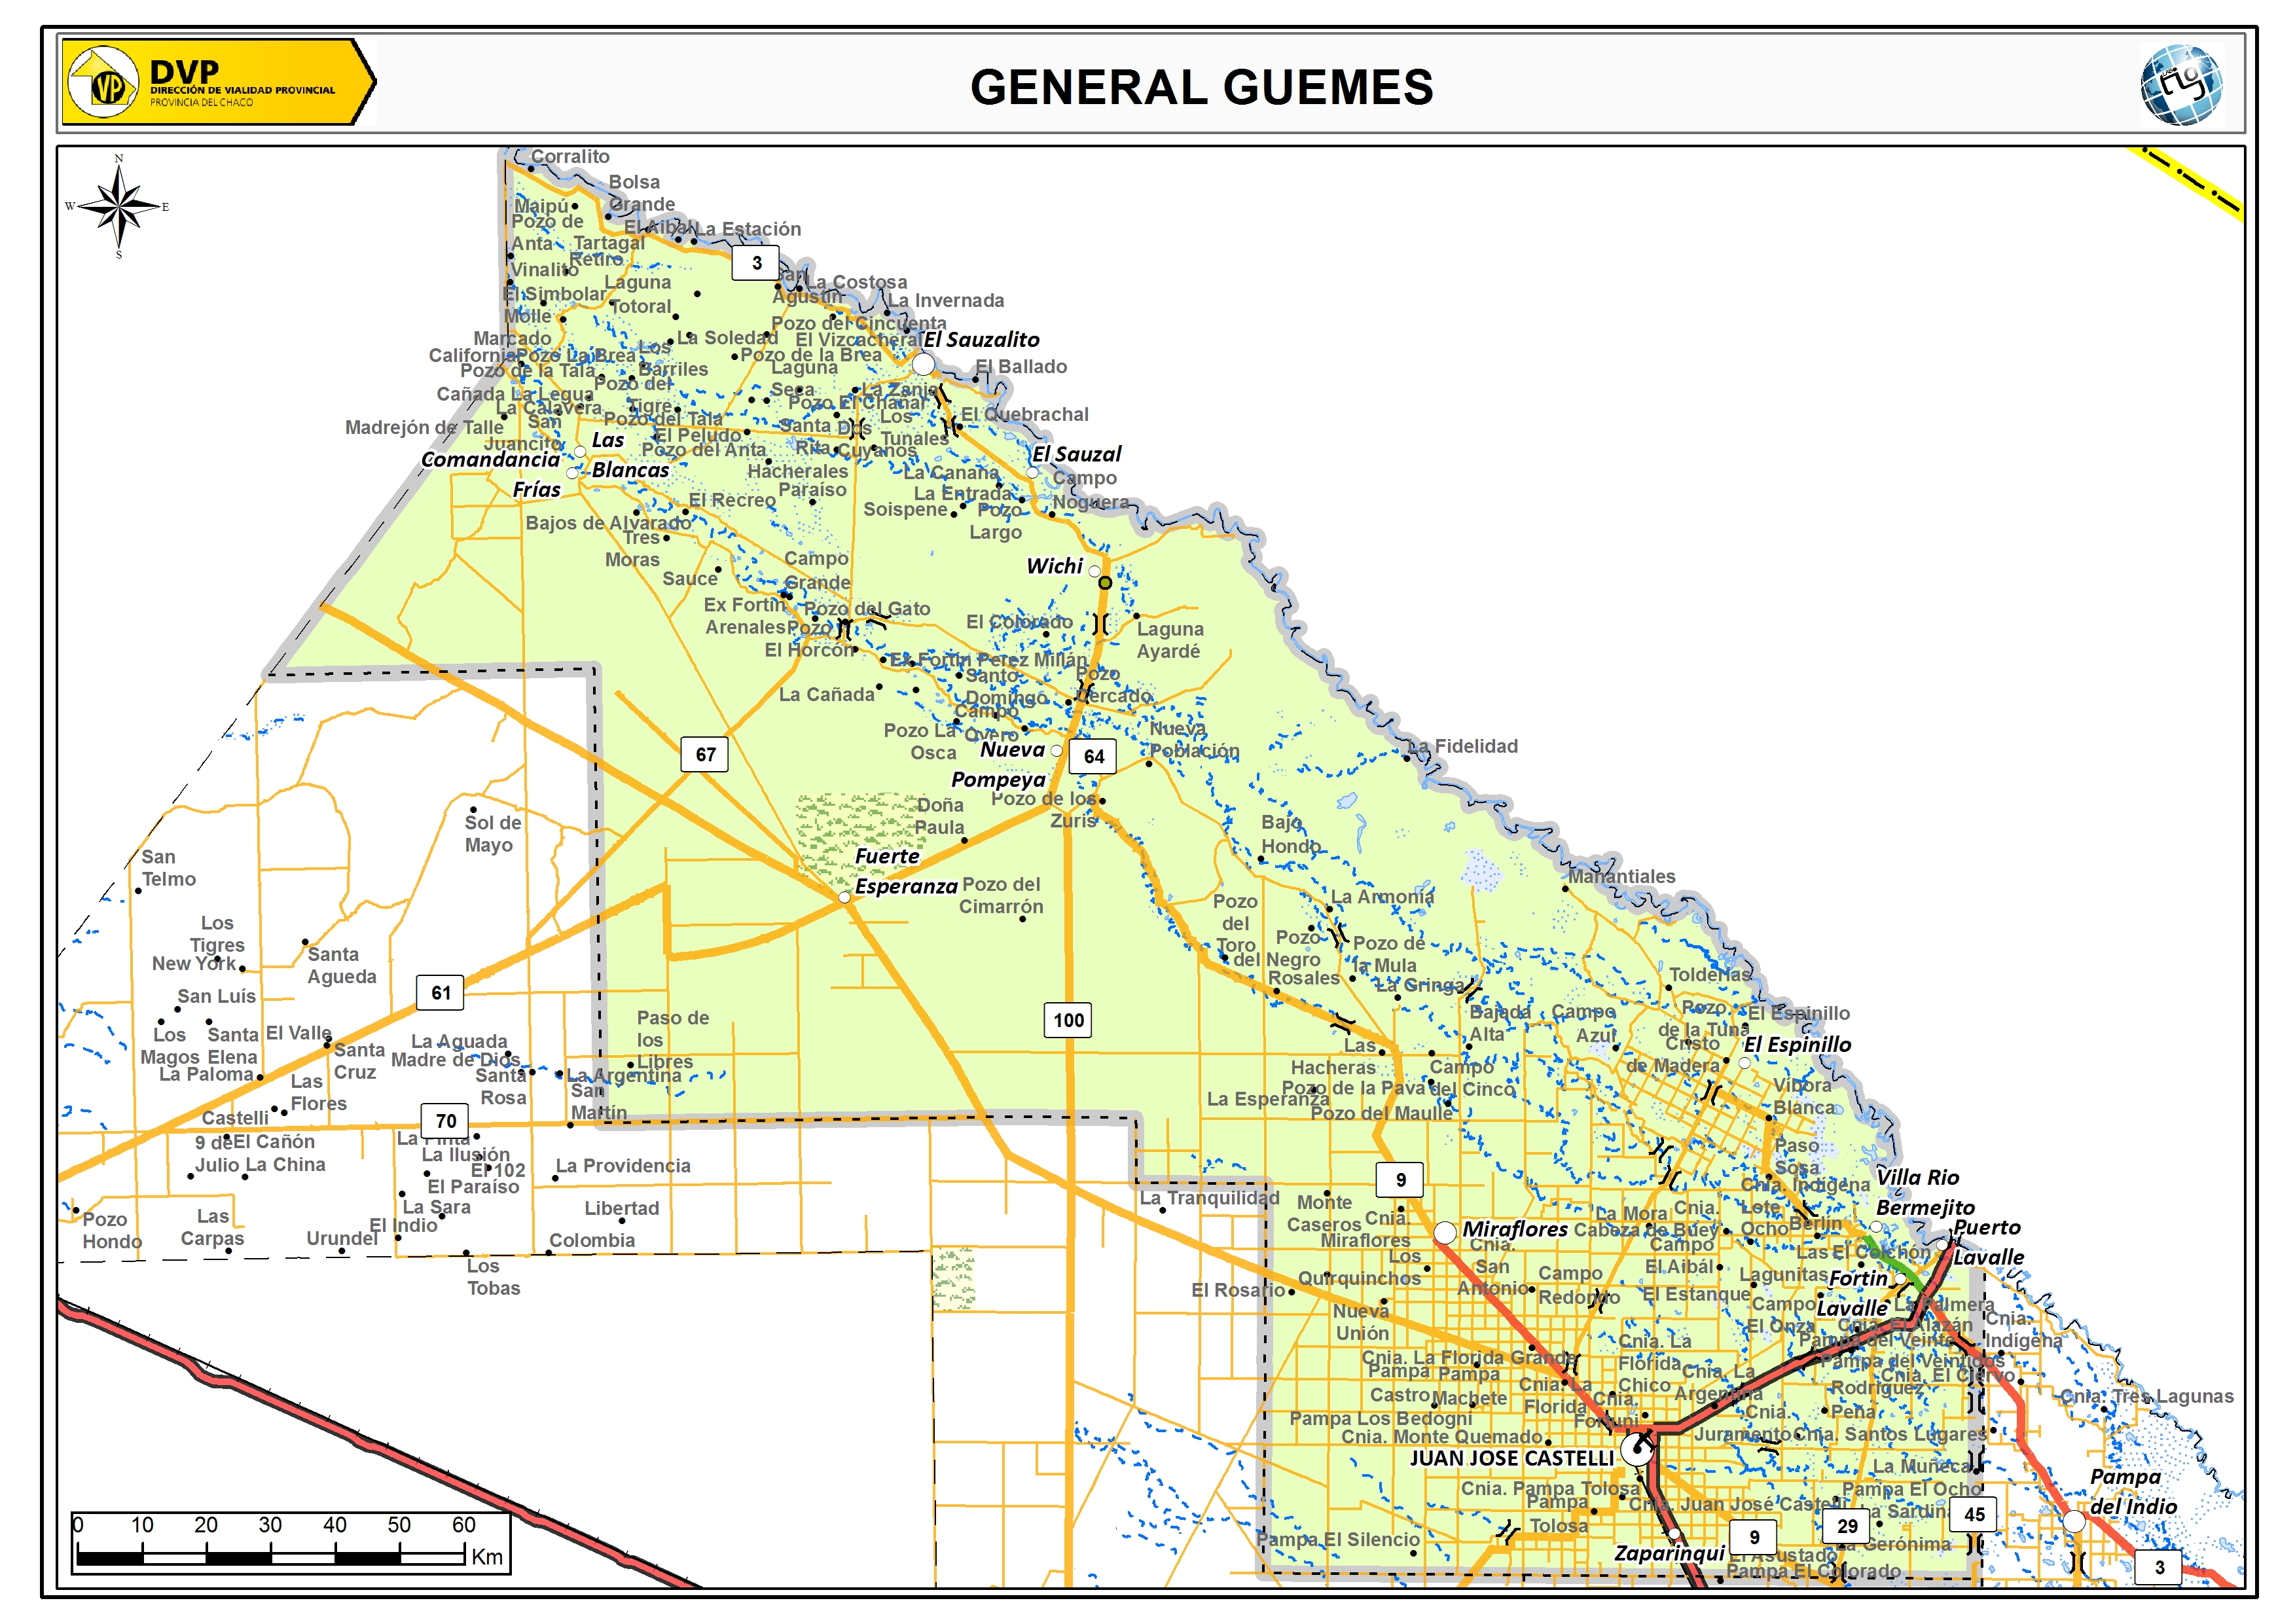 VP
DVP
DIRECCIÓN DE VIALIDAD PROVINCIAL
PROVINCIA DEL CHACO
GENERAL GUEMES
N
W
E
S
Corralito
Bolsa
Grande
Maipú
Pozo de
Anta
El Aibal
La Estación
Tartagal
Retiro
Vinalito
3
San
Agustín
La Costosa
Laguna
El Simbolar
Totoral
La Invernada
Molle
Pozo del Cincuenta
Marcado
La Soledad
El Vizcacheral
El Sauzalito
California
Pozo La Brea
Los
Barriles
Pozo de la Brea
Pozo de la Tala
Laguna
Seca
El Ballado
Pozo del
Tigre
Cañada La Legua
La Zanja
La Calavera
Pozo El Chañar
El Quebrachal
Madrejón de Talle
San
Juancito
Pozo del Tala
Los
Tunales
El Peludo
Santa
Rita
Dos
Cuyanos
Las
Blancas
Pozo del Anta
El Sauzal
Comandancia
Frías
Hacherales
La Canana
Campo
Noguera
Paraíso
La Entrada
El Recreo
Soispene
Pozo
Largo
Bajos de Alvarado
Tres
Moras
Campo
Grande
Wichi
Sauce
Ex Fortín
Arenales
Pozo del Gato
Pozo
El Colorado
Laguna
Ayardé
El Horcón
Ex Fortín Perez Millán
Santo
Domingo
Pozo
Cercado
La Cañada
Campo
Overo
Pozo La
Osca
Nueva
Población
Nueva
Pompeya
67
64
La Fidelidad
Doña
Paula
Pozo de los
Zuris
Sol de
Mayo
Bajo
Hondo
San
Telmo
Fuerte
Esperanza
Pozo del
Cimarrón
Manantiales
Pozo
del
Toro
La Armonía
Los
Tigres
New York
Santa
Agueda
Pozo
del Negro
Pozo de
la Mula
Rosales
Tolderias
La Gringa
61
San Luís
100
Paso de
los
Libres
Bajada
Alta
Campo
Azul
Pozo
de la Tuna
El Espinillo
Los
Magos
Santa
Elena
El Valle
Santa
Cruz
La Aguada
Madre de Dios
Las
Hacheras
Cristo
de Madera
El Espinillo
La Paloma
Santa
Rosa
La Argentina
Campo
del Cinco
Pozo de la Pava
La Esperanza
Víbora
Blanca
Las
Flores
San
Martín
Pozo del Maulle
Castelli
70
9 de
Julio
El Cañón
La China
La Ilusión
El 102
La Providencia
Paso
Sosa
El Paraíso
9
Cnia. Indígena
Villa Rio
Bermejito
La Sara
Libertad
La Tranquilidad
Monte
Caseros
Cnia.
Miraflores
Miraflores
La Mora
Cnia.
Cabeza de Buey
Lote
Ocho
Berlín
Puerto
Lavalle
Pozo
Hondo
Las
Carpas
El Indio
Urundel
Colombia
Los
Tobas
Los
Quirquinchos
Cnia.
San
Antonio
Campo
El Aibál
Las
Lagunitas
El Colchón
Fortin
Lavalle
El Rosario
Campo
Redondo
El Estanque
Nueva
Unión
Campo
El Onza
La Palmera
Cnia. El Alazán
Cnia.
Indígena
Pampa del Veinte
Cnia. La
Florida
Chico
Cnia. La Florida Grande
Pampa del Veintidos
Pampa
Castro
Pampa
Machete
Cnia. La
Florida
Cnia. La
Argentina
Cnia. El Ciervo
Rodríguez
Peña
Cnia. Tres Lagunas
Cnia.
Fortuni
Pampa Los Bedogni
Cnia.
Juramento
Cnia. Santos Lugares
Cnia. Monte Quemado
JUAN JOSE CASTELLI
La Muñeca
Pampa
del Indio
Cnia. Pampa Tolosa
Pampa El Ocho
Pampa
Tolosa
Cnia. Juan José Castelli
Pampa El Silencio
9
29
45
Zaparinqui
El Asustado
Pampa El Colorado
3
0 10 20 30 40 50 60
Km